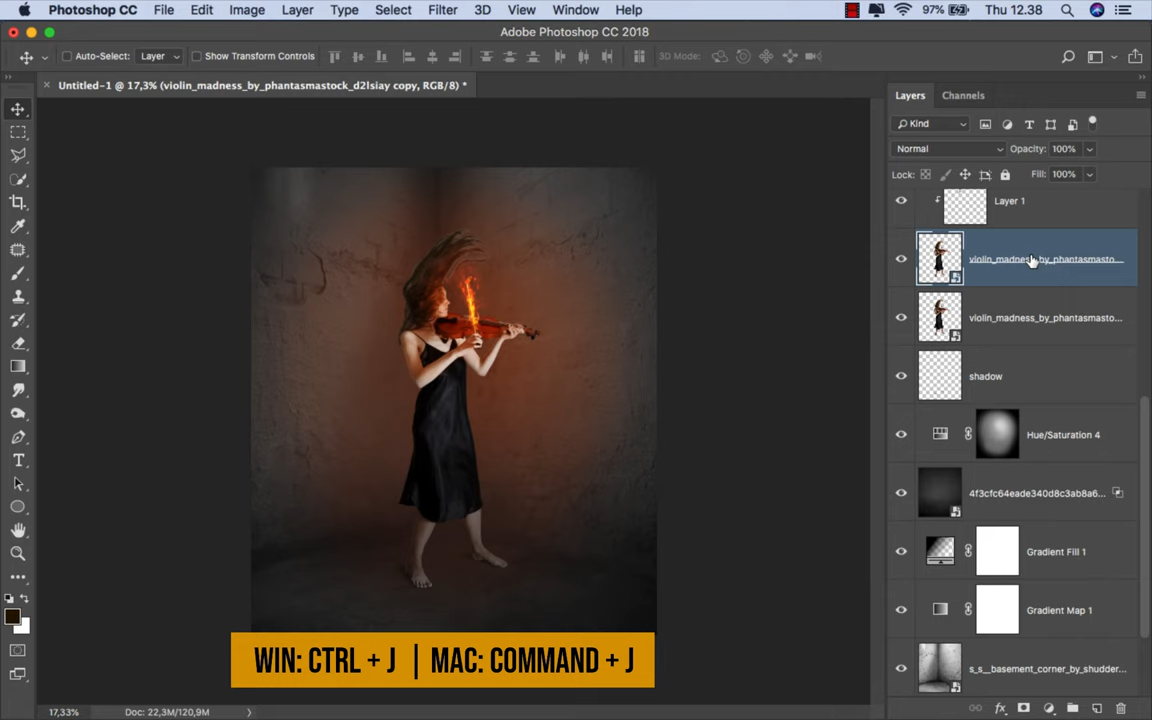 Photoshop CC File Edit Image Layer Type Select Filter 3D View Window Help 97% Thu 12.38
Adobe Photoshop CC 2018
Auto-Select: Layer Show Transform Controls 3D Mode:
Untitled-1 @ 17,3% (violin_madness_by_phantasmastock_d2lsiay copy, RGB/8) *
Layers Channels
Kind
Normal Opacity: 100%
Lock: Fill: 100%
Layer 1
violin_madness_by_phantasmasto...
violin_madness_by_phantasmasto...
shadow
Hue/Saturation 4
4f3cfc64eade340d8c3ab8a6...
Gradient Fill 1
Gradient Map 1
s_s__basement_corner_by_shudder...
WIN: CTRL + J | MAC: COMMAND + J
17,33% Doc: 22,3M/120,9M